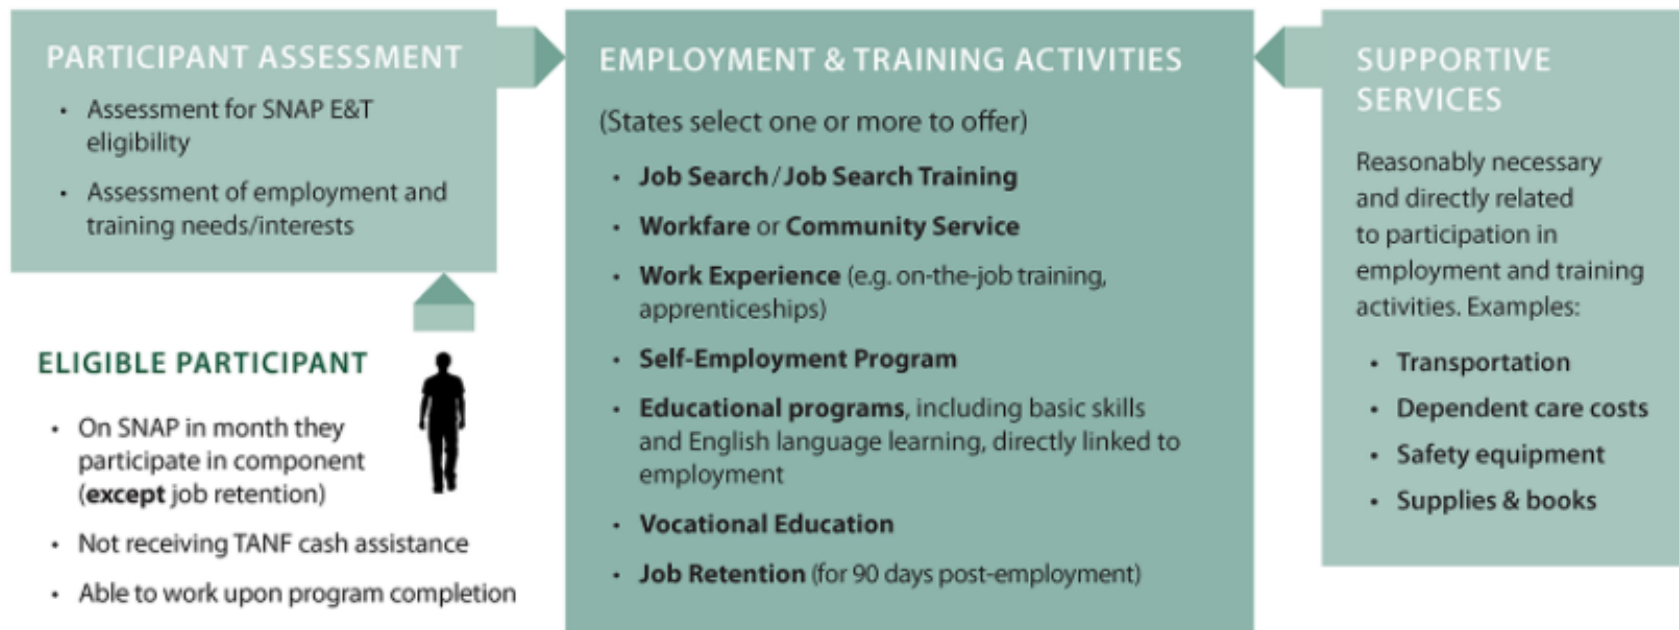 PARTICIPANT ASSESSMENT
• Assessment for SNAP E&T
eligibility
• Assessment of employment and
training needs/interests
ELIGIBLE PARTICIPANT
• On SNAP in month they
participate in component
(except job retention)
• Not receiving TANF cash assistance
• Able to work upon program completion
EMPLOYMENT & TRAINING ACTIVITIES
(States select one or more to offer)
• Job Search/Job Search Training
• Workfare or Community Service
• Work Experience (e.g. on-the-job training,
apprenticeships)
• Self-Employment Program
• Educational programs, including basic skills
and English language learning, directly linked to
employment
• Vocational Education
• Job Retention (for 90 days post-employment)
SUPPORTIVE
SERVICES
Reasonably necessary
and directly related
to participation in
employment and training
activities. Examples:
• Transportation
• Dependent care costs
• Safety equipment
• Supplies & books